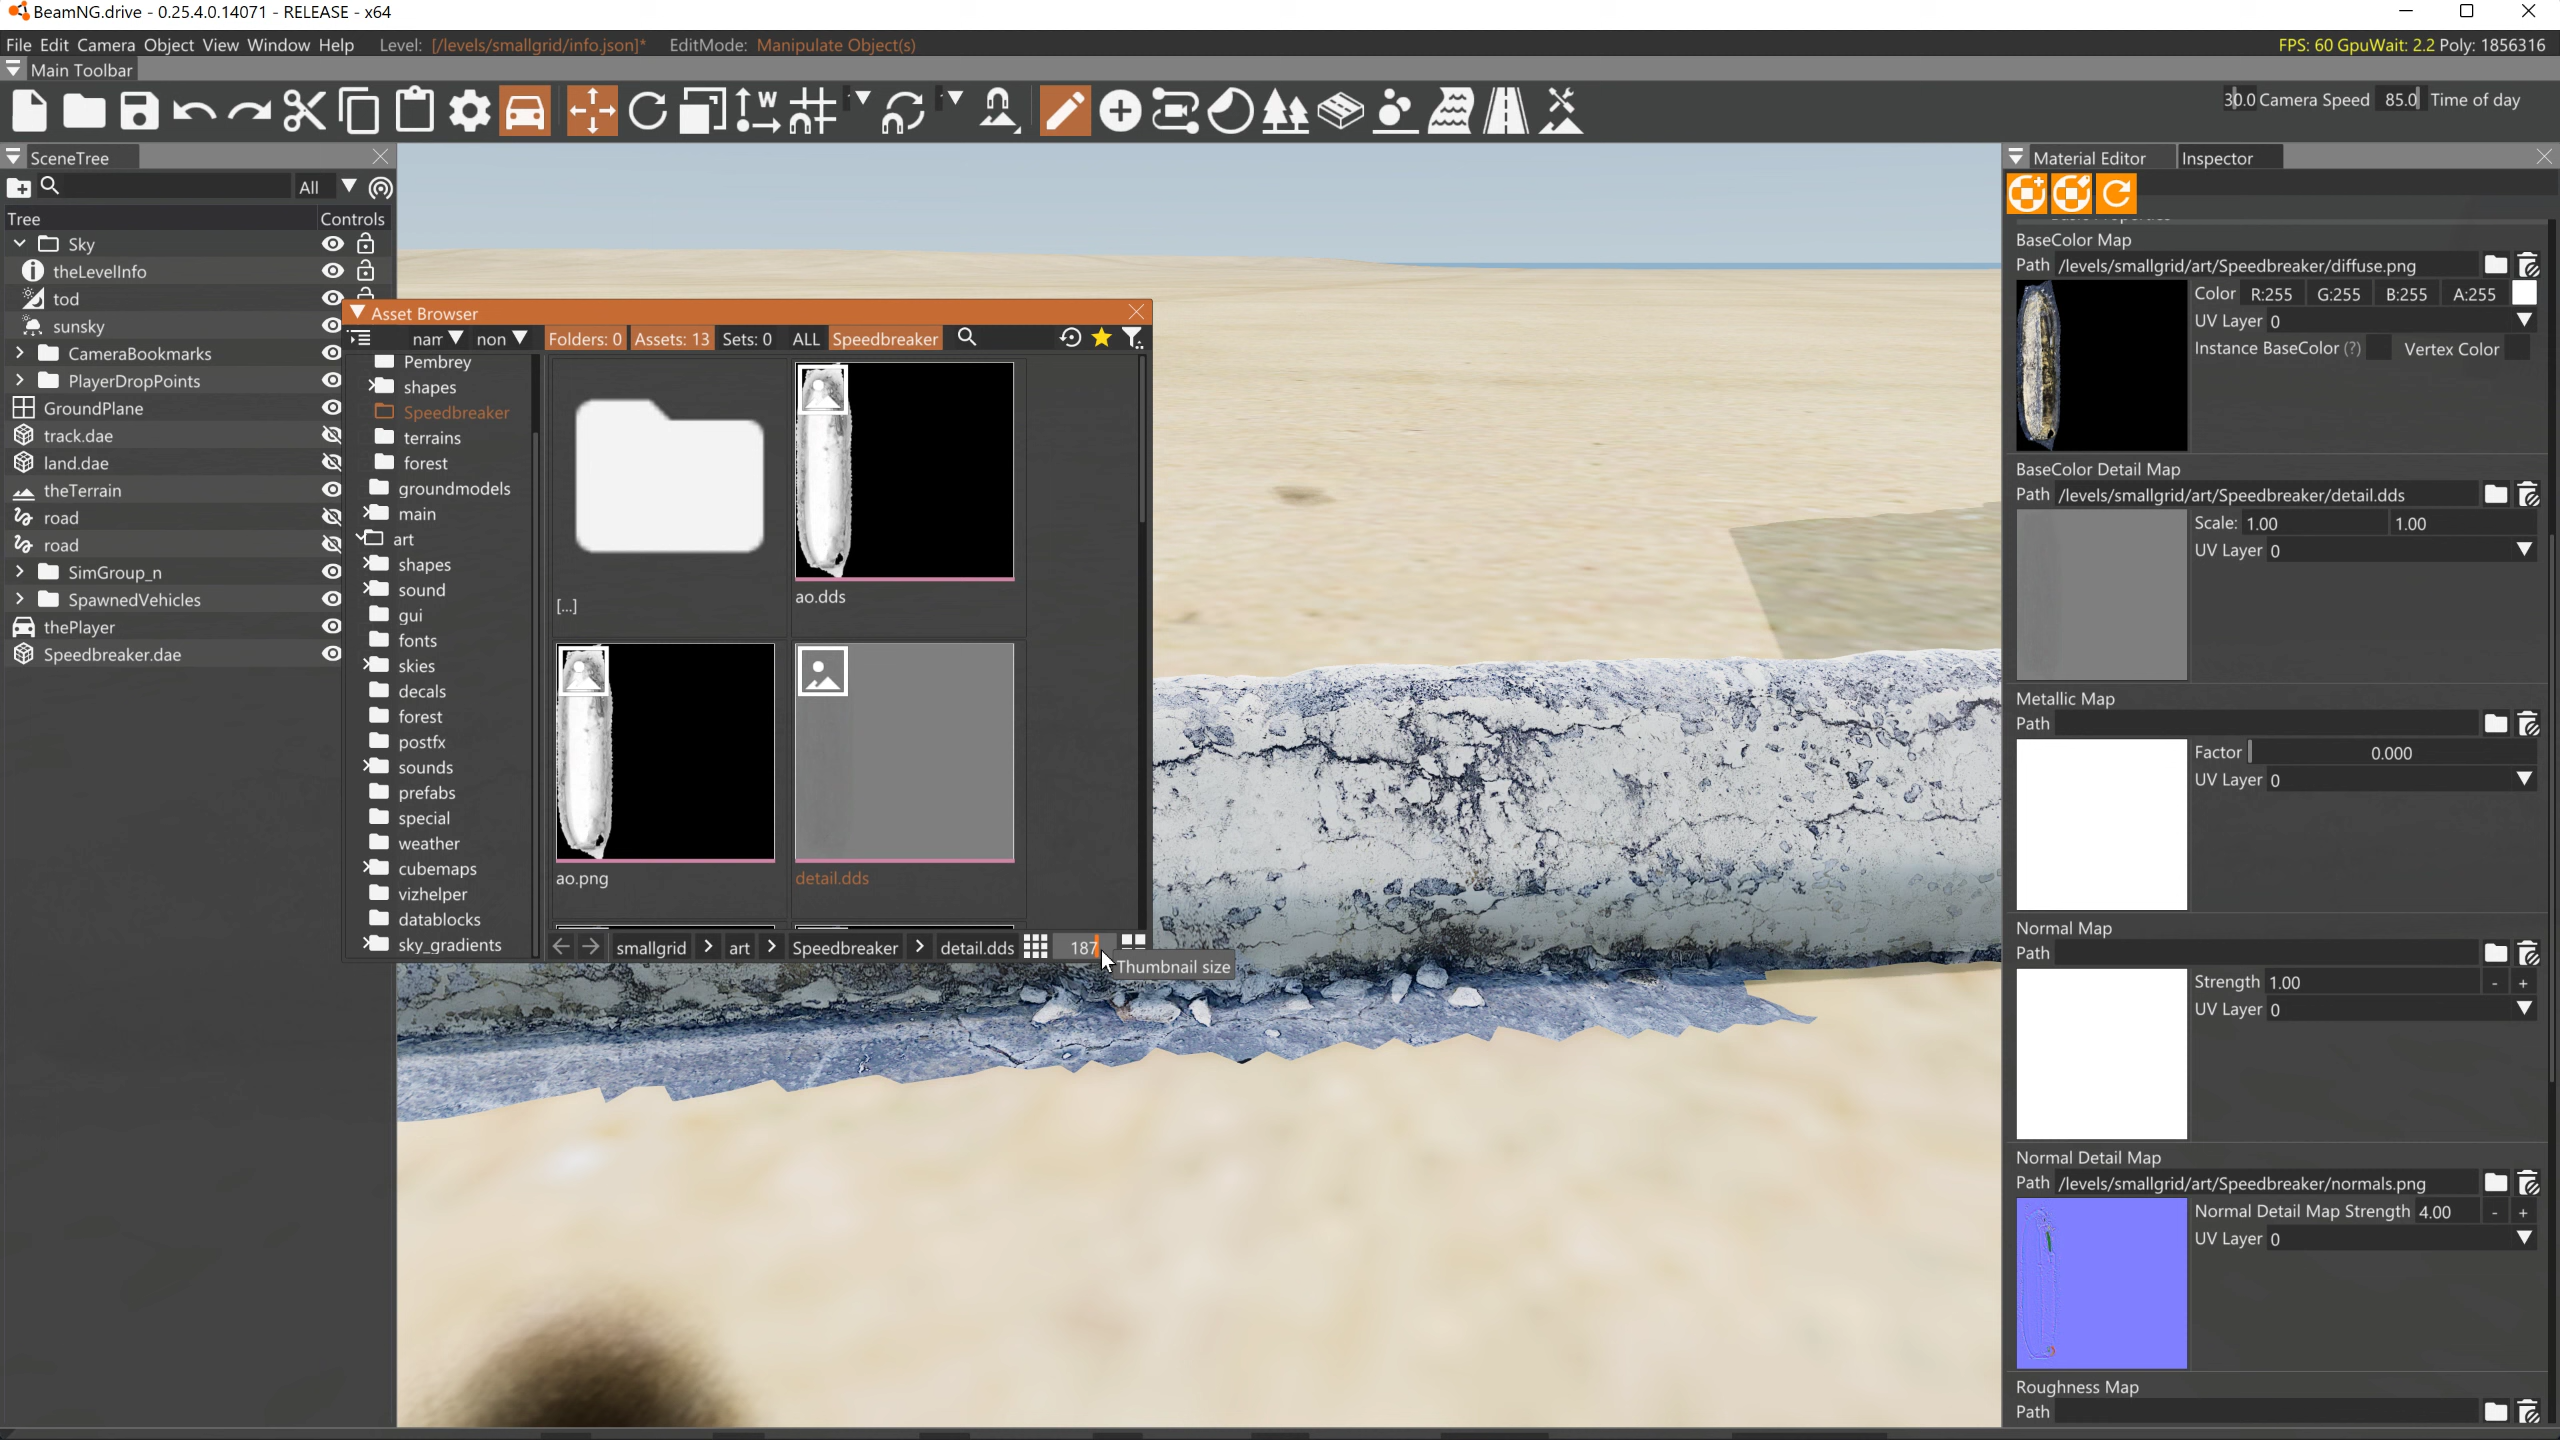 BeamNG.drive - 0.25.4.0.14071 - RELEASE - x64
File Edit Camera Object View Window Help Level: [/levels/smallgrid/info.json]* EditMode: Manipulate Object(s) FPS: 60 GpuWait: 2.2 Poly: 1856316
Main Toolbar
W
30.0 Camera Speed 85.0 Time of day
SceneTree
All
Tree Controls
Sky
theLevelInfo
tod
sunsky
CameraBookmarks
PlayerDropPoints
GroundPlane
track.dae
land.dae
theTerrain
road
road
SimGroup_n
SpawnedVehicles
thePlayer
Speedbreaker.dae
Asset Browser
nar non Folders: 0 Assets: 13 Sets: 0 ALL Speedbreaker
Pembrey
shapes
Speedbreaker
terrains
forest
groundmodels
main
art
shapes
sound
gui
fonts
skies
decals
forest
postfx
sounds
prefabs
special
weather
cubemaps
vizhelper
datablocks
sky_gradients
[...]
ao.dds
ao.png
detail.dds
smallgrid > art > Speedbreaker > detail.dds 187
Thumbnail size
Material Editor Inspector
BaseColor Map
Path /levels/smallgrid/art/Speedbreaker/diffuse.png
Color R:255 G:255 B:255 A:255
UV Layer 0
Instance BaseColor (?) Vertex Color
BaseColor Detail Map
Path /levels/smallgrid/art/Speedbreaker/detail.dds
Scale: 1.00 1.00
UV Layer 0
Metallic Map
Path
Factor 0.000
UV Layer 0
Normal Map
Path
Strength 1.00 - +
UV Layer 0
Normal Detail Map
Path /levels/smallgrid/art/Speedbreaker/normals.png
Normal Detail Map Strength 4.00 - +
UV Layer 0
Roughness Map
Path